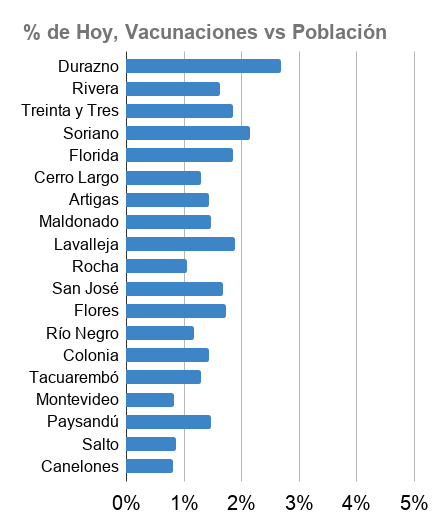 % de Hoy, Vacunaciones vs Población
Durazno
Rivera
Treinta y Tres
Soriano
Florida
Cerro Largo
Artigas
Maldonado
Lavalleja
Rocha
San José
Flores
Río Negro
Colonia
Tacuarembó
Montevideo
Paysandú
Salto
Canelones
0% 1% 2% 3% 4% 5%